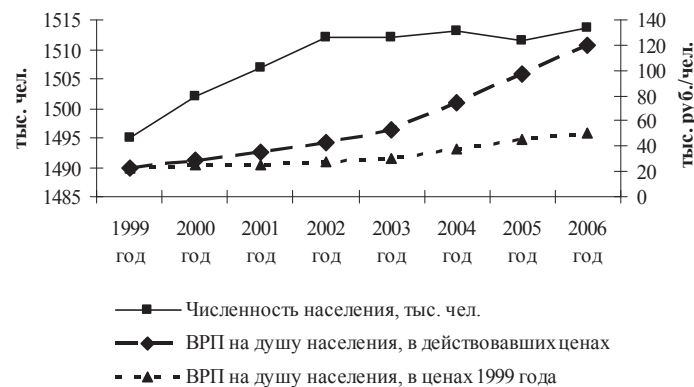 1515
1510
1505
1500
1495
1490
1485
тыс. чел.
140
120
100
80
60
40
20
0
тыс. руб./чел.
1999 2000 2001 2002 2003 2004 2005 2006
год год год год год год год год
Численность населения, тыс. чел.
ВРП на душу населения, в действовавших ценах
ВРП на душу населения, в ценах 1999 года